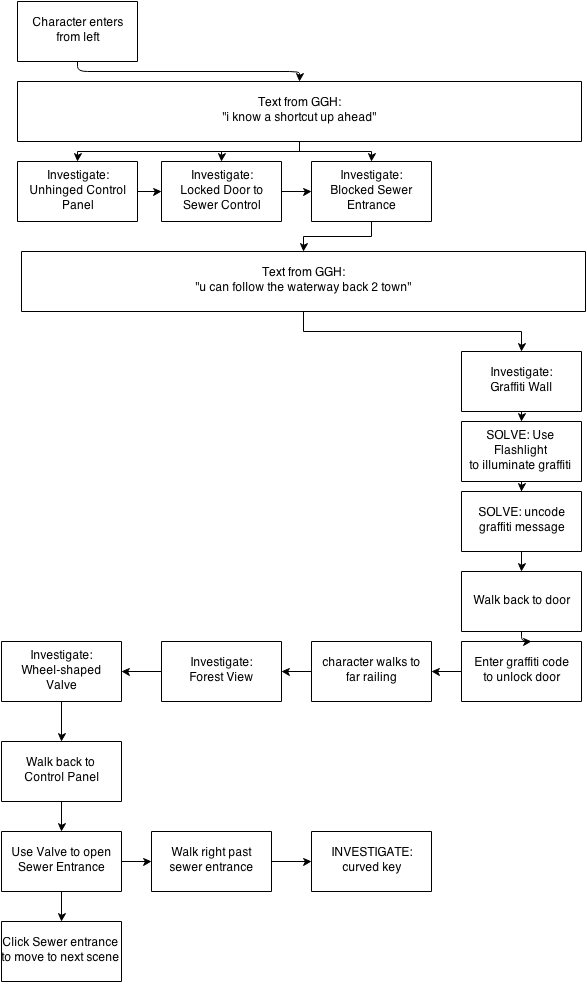 Character enters
from left
Text from GGH:
"i know a shortcut up ahead"
Investigate:
Unhinged Control
Panel
Investigate:
Locked Door to
Sewer Control
Investigate:
Blocked Sewer
Entrance
Text from GGH:
"u can follow the waterway back 2 town"
Investigate:
Graffiti Wall
SOLVE: Use
Flashlight
to illuminate graffiti
SOLVE: uncode
graffiti message
Walk back to door
Enter graffiti code
to unlock door
character walks to
far railing
Investigate:
Forest View
Investigate:
Wheel-shaped
Valve
Walk back to
Control Panel
Use Valve to open
Sewer Entrance
Walk right past
sewer entrance
INVESTIGATE:
curved key
Click Sewer entrance
to move to next scene